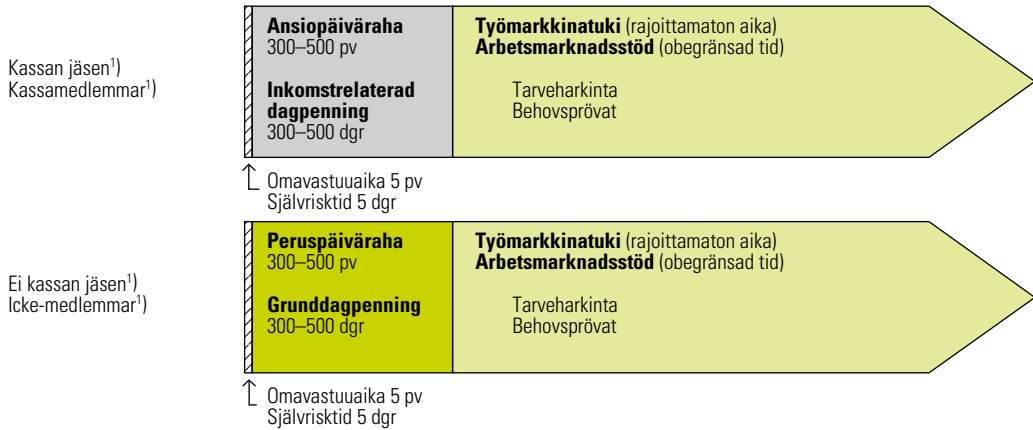 Kassan jäsen¹)
Kassamedlemmar¹)
Ansiopäiväraha
300–500 pv
Inkomstrelaterad
dagpenning
300–500 dgr
Työmarkkinatuki (rajoittamaton aika)
Arbetsmarknadsstöd (obegränsad tid)
Tarveharkinta
Behovsprövat
Omavastuuaika 5 pv
Självrisktid 5 dgr
Ei kassan jäsen¹)
Icke-medlemmar¹)
Peruspäiväraha
300–500 pv
Grunddagpenning
300–500 dgr
Työmarkkinatuki (rajoittamaton aika)
Arbetsmarknadsstöd (obegränsad tid)
Tarveharkinta
Behovsprövat
Omavastuuaika 5 pv
Självrisktid 5 dgr